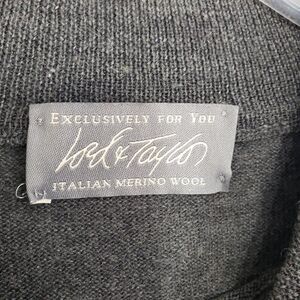 EXCLUSIVELY FOR YOU
Lord & Taylor
ITALIAN MERINO WOOL